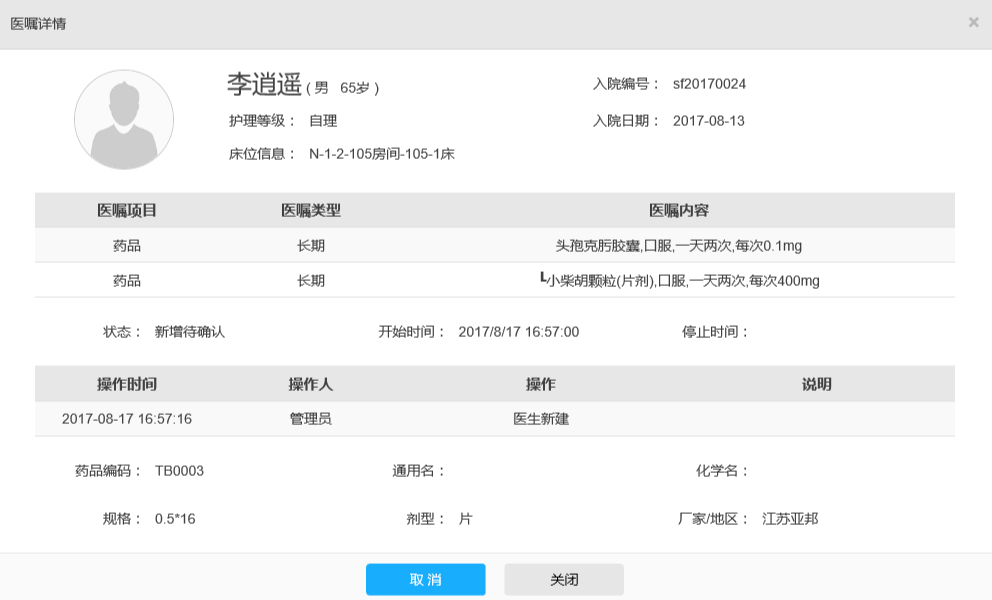 医嘱详情 ×
李逍遥 ( 男 65岁 ) 入院编号： sf20170024
护理等级： 自理 入院日期： 2017-08-13
床位信息： N-1-2-105房间-105-1床
医嘱项目 医嘱类型 医嘱内容
药品 长期 头孢克肟胶囊,口服,一天两次,每次0.1mg
药品 长期 ┗小柴胡颗粒(片剂),口服,一天两次,每次400mg
状态： 新增待确认 开始时间： 2017/8/17 16:57:00 停止时间：
操作时间 操作人 操作 说明
2017-08-17 16:57:16 管理员 医生新建
药品编码： TB0003 通用名： 化学名：
规格： 0.5*16 剂型： 片 厂家/地区： 江苏亚邦
取 消 关闭